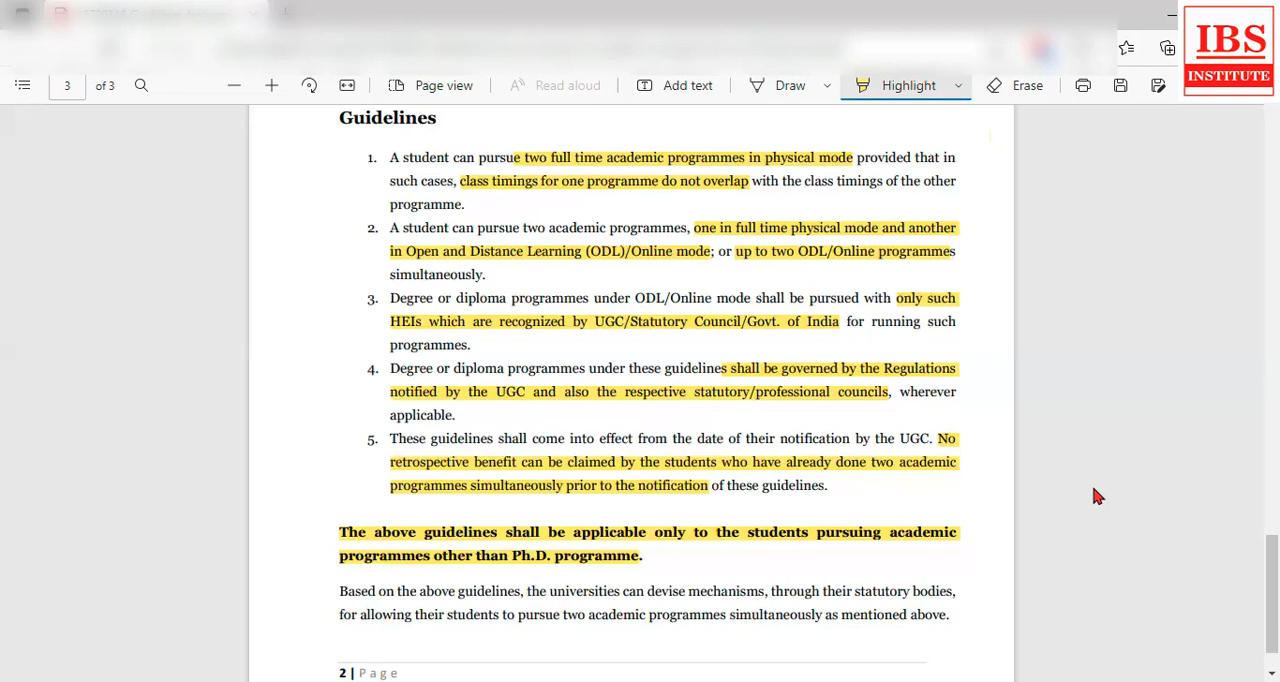 IBS
INSTITUTE
3 of 3 Page view Read aloud Add text Draw Highlight Erase
Guidelines
1. A student can pursue two full time academic programmes in physical mode provided that in
such cases, class timings for one programme do not overlap with the class timings of the other
programme.
2. A student can pursue two academic programmes, one in full time physical mode and another
in Open and Distance Learning (ODL)/Online mode; or up to two ODL/Online programmes
simultaneously.
3. Degree or diploma programmes under ODL/Online mode shall be pursued with only such
HEIs which are recognized by UGC/Statutory Council/Govt. of India for running such
programmes.
4. Degree or diploma programmes under these guidelines shall be governed by the Regulations
notified by the UGC and also the respective statutory/professional councils, wherever
applicable.
5. These guidelines shall come into effect from the date of their notification by the UGC. No
retrospective benefit can be claimed by the students who have already done two academic
programmes simultaneously prior to the notification of these guidelines.
The above guidelines shall be applicable only to the students pursuing academic
programmes other than Ph.D. programme.
Based on the above guidelines, the universities can devise mechanisms, through their statutory bodies,
for allowing their students to pursue two academic programmes simultaneously as mentioned above.
2 | Page